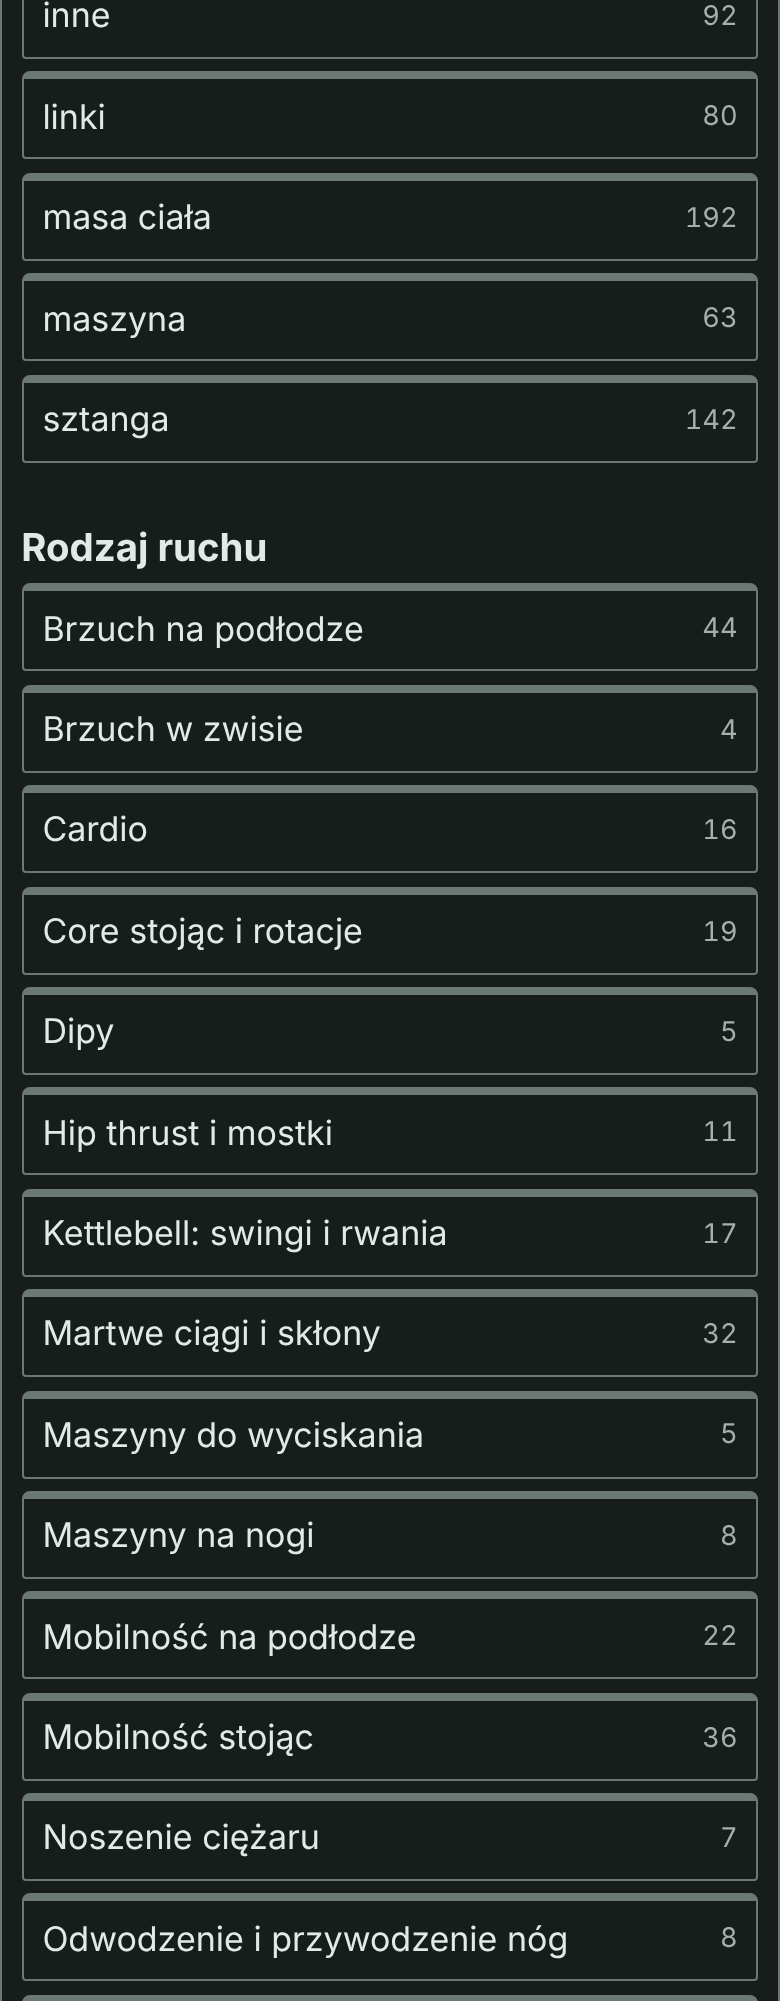 inne 92
linki 80
masa ciała 192
maszyna 63
sztanga 142
Rodzaj ruchu
Brzuch na podłodze 44
Brzuch w zwisie 4
Cardio 16
Core stojąc i rotacje 19
Dipy 5
Hip thrust i mostki 11
Kettlebell: swingi i rwania 17
Martwe ciągi i skłony 32
Maszyny do wyciskania 5
Maszyny na nogi 8
Mobilność na podłodze 22
Mobilność stojąc 36
Noszenie ciężaru 7
Odwodzenie i przywodzenie nóg 8